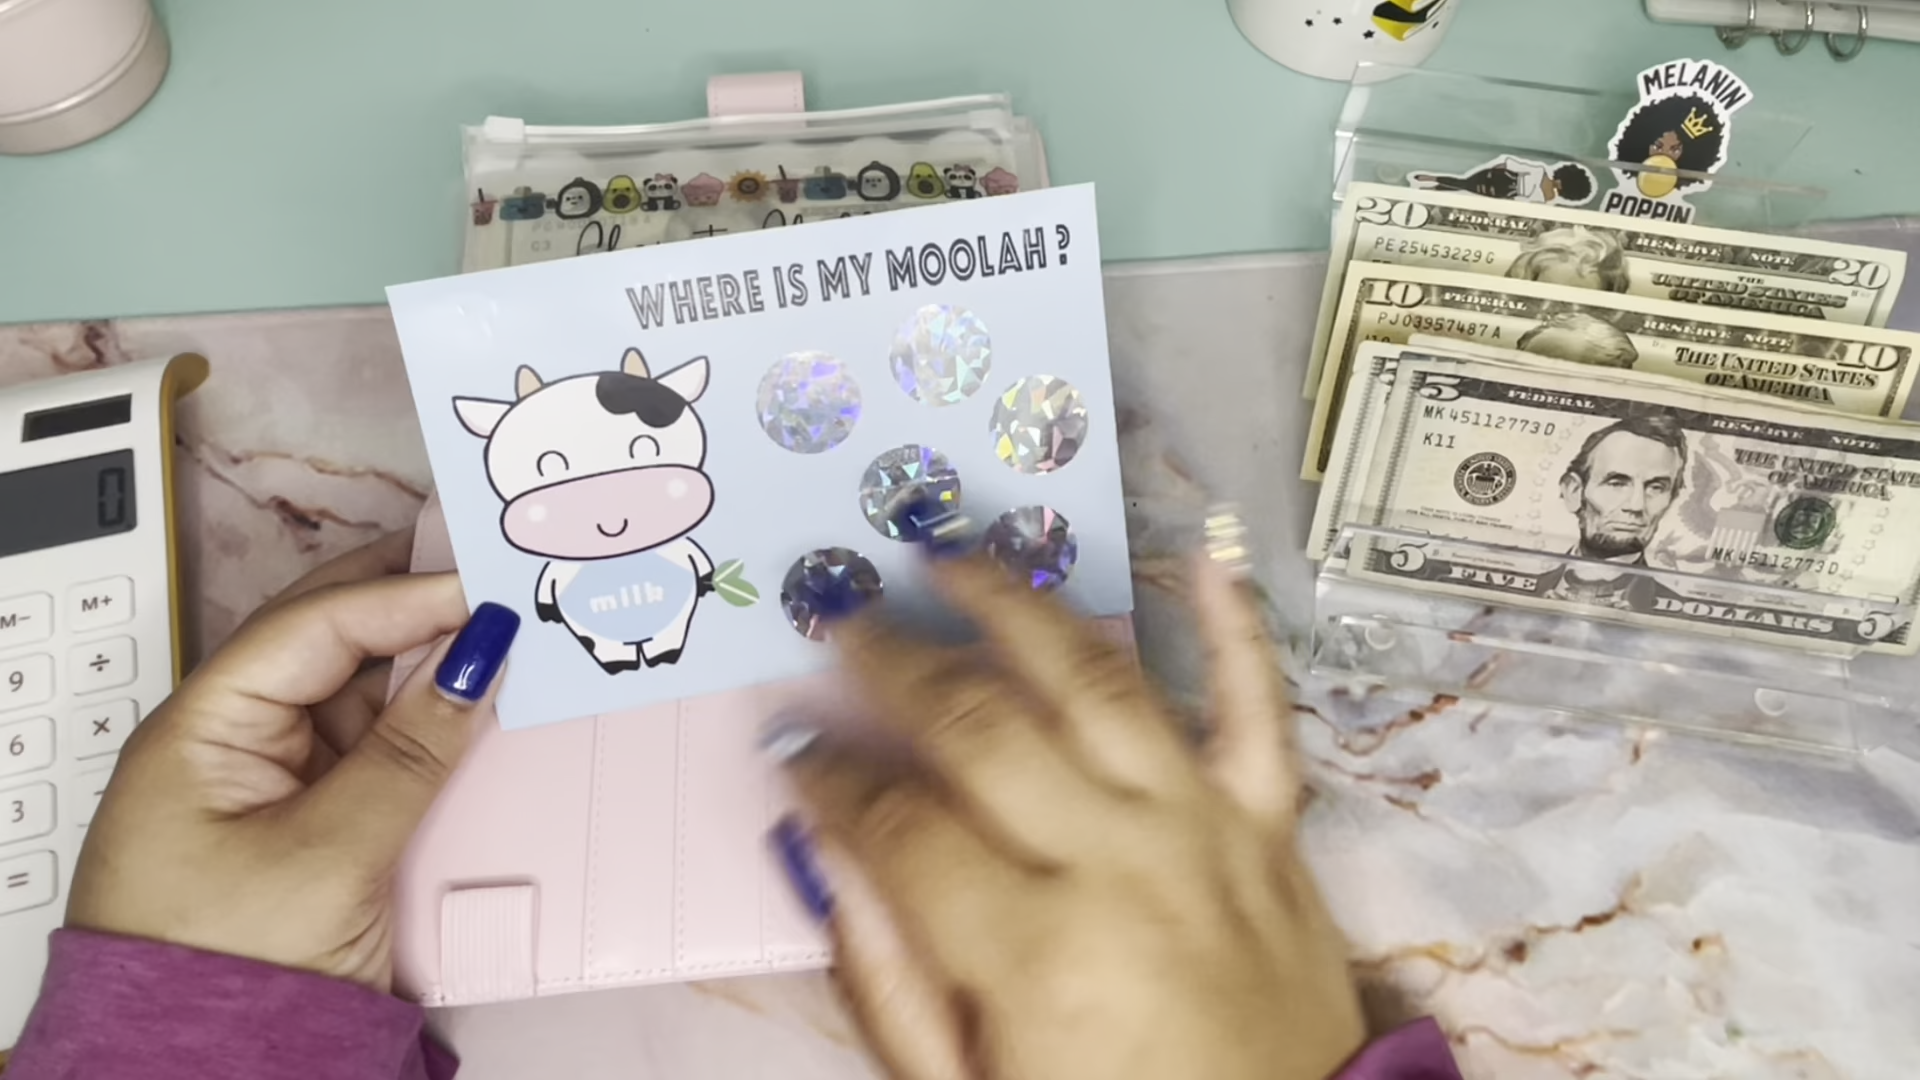 MELANIN
POPPIN
WHERE IS MY MOOLAH?
milk
20 FEDERAL RESERVE NOTE
PE 25453229 G
THE UNITED STATES OF AMERICA
20
10 FEDERAL RESERVE NOTE
PJ 03957487 A
THE UNITED STATES OF AMERICA
10
5 FEDERAL RESERVE NOTE
MK 45112773 D
K11
THE UNITED STATES OF AMERICA
MK 45112773 D
5 FIVE DOLLARS 5
0
M- M+
9 ÷
6 ×
3
=
C3